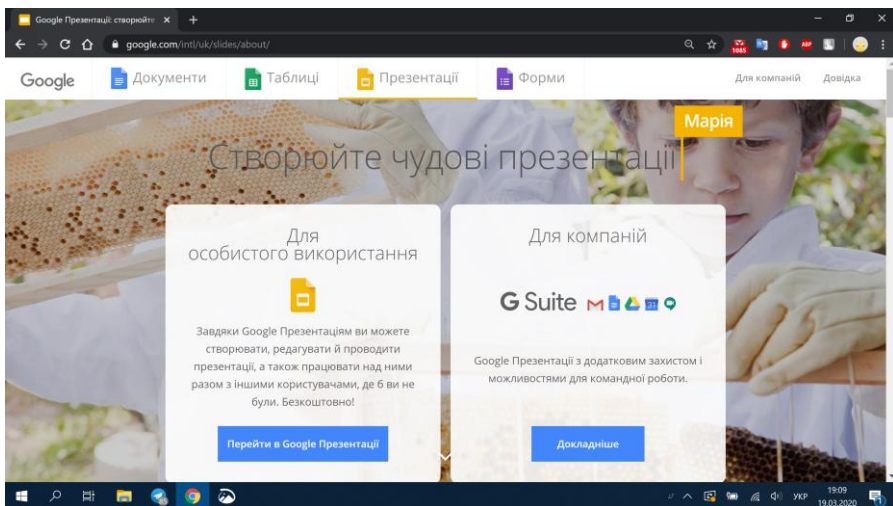 Google Презентації: створюйте
google.com/intl/uk/slides/about/
1085
ABP
Google
Документи
Таблиці
Презентації
Форми
Для компаній
Довідка
Марія
Створюйте чудові презентації
Для
особистого використання
Завдяки Google Презентаціям ви можете
створювати, редагувати й проводити
презентації, а також працювати над ними
разом з іншими користувачами, де б ви не
були. Безкоштовно!
Перейти в Google Презентації
Для компаній
G Suite
31
Google Презентації з додатковим захистом і
можливостями для командної роботи.
Докладніше
УКР
19:09
19.03.2020